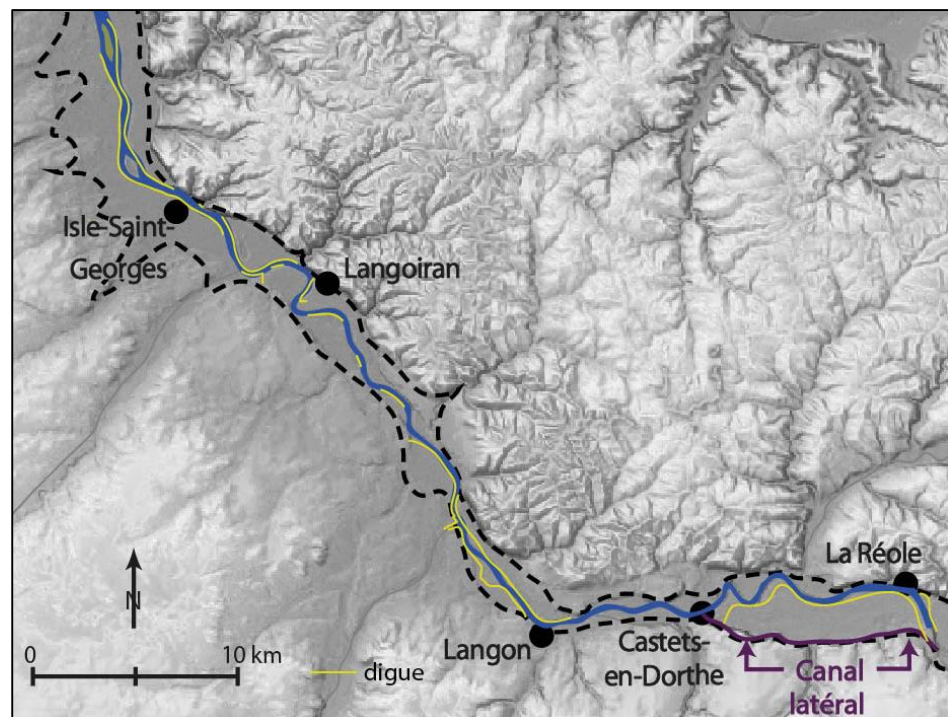 Isle-Saint-
Georges
Langoiran
La Réole
N
Langon
Castets-
en-Dorthe
Canal
latéral
0
10 km
digue